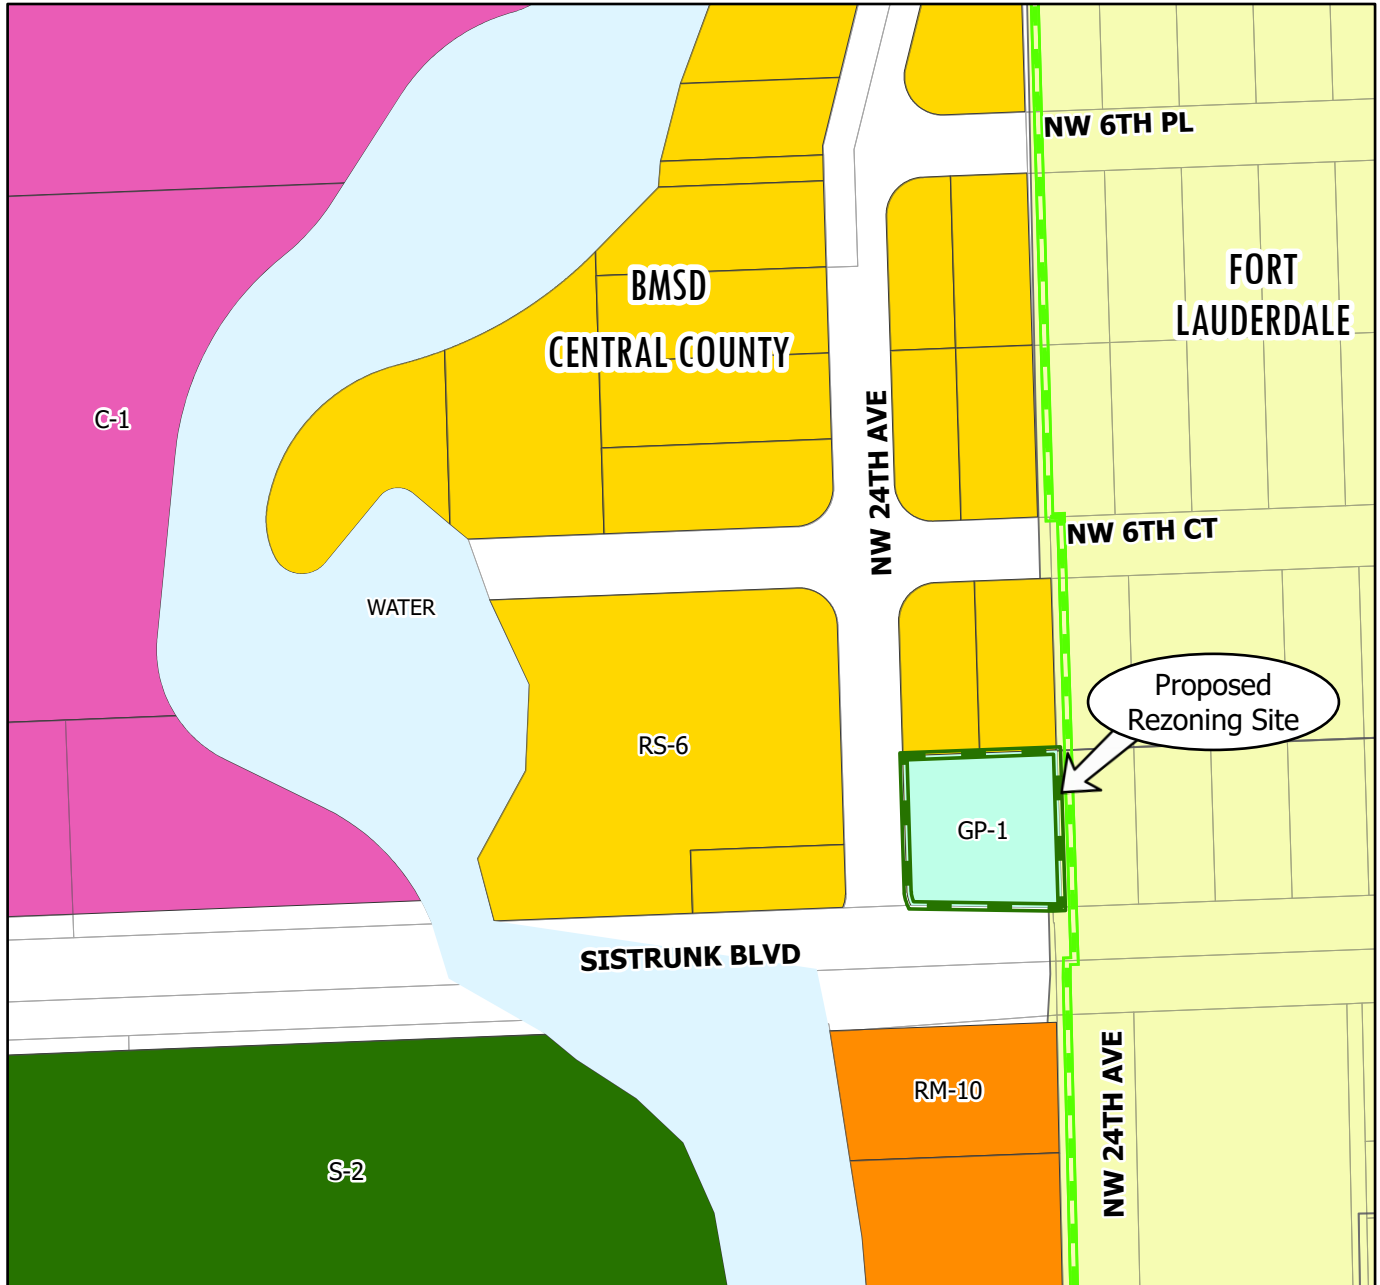 NW 6TH PL
BMSD
CENTRAL COUNTY
FORT
LAUDERDALE
C-1
NW 24TH AVE
NW 6TH CT
WATER
Proposed
Rezoning Site
RS-6
GP-1
SISTRUNK BLVD
RM-10
NW 24TH AVE
S-2